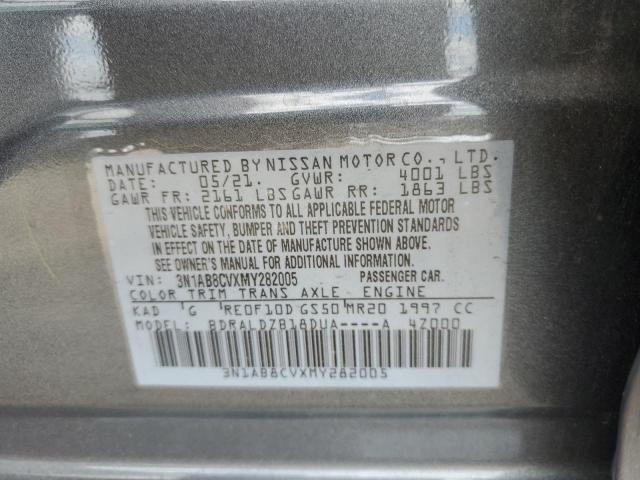 MANUFACTURED BY NISSAN MOTOR CO., LTD.
DATE: 05/21. GVWR: 4001 LBS
GAWR FR: 2161 LBS GAWR RR: 1863 LBS
THIS VEHICLE CONFORMS TO ALL APPLICABLE FEDERAL MOTOR
VEHICLE SAFETY, BUMPER AND THEFT PREVENTION STANDARDS
IN EFFECT ON THE DATE OF MANUFACTURE SHOWN ABOVE.
SEE OWNER'S MANUAL FOR ADDITIONAL INFORMATION.
VIN: 3N1AB8CVXMY282005 PASSENGER CAR.
COLOR TRIM TRANS AXLE ENGINE
KAD G RE0F10D GS50 MR20 1997 CC
MODEL: BDRALDZB18DUA----A 4Z000
3N1AB8CVXMY282005